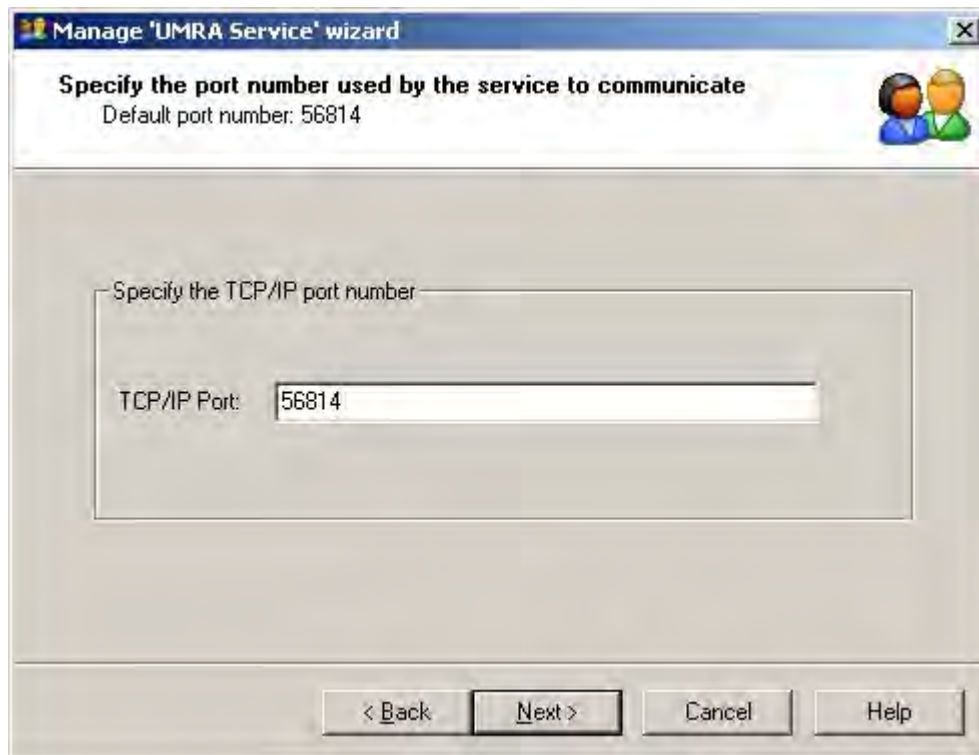 Manage 'UMRA Service' wizard
Specify the port number used by the service to communicate
Default port number: 56814
Specify the TCP/IP port number
TCP/IP Port: 56814
< Back Next > Cancel Help